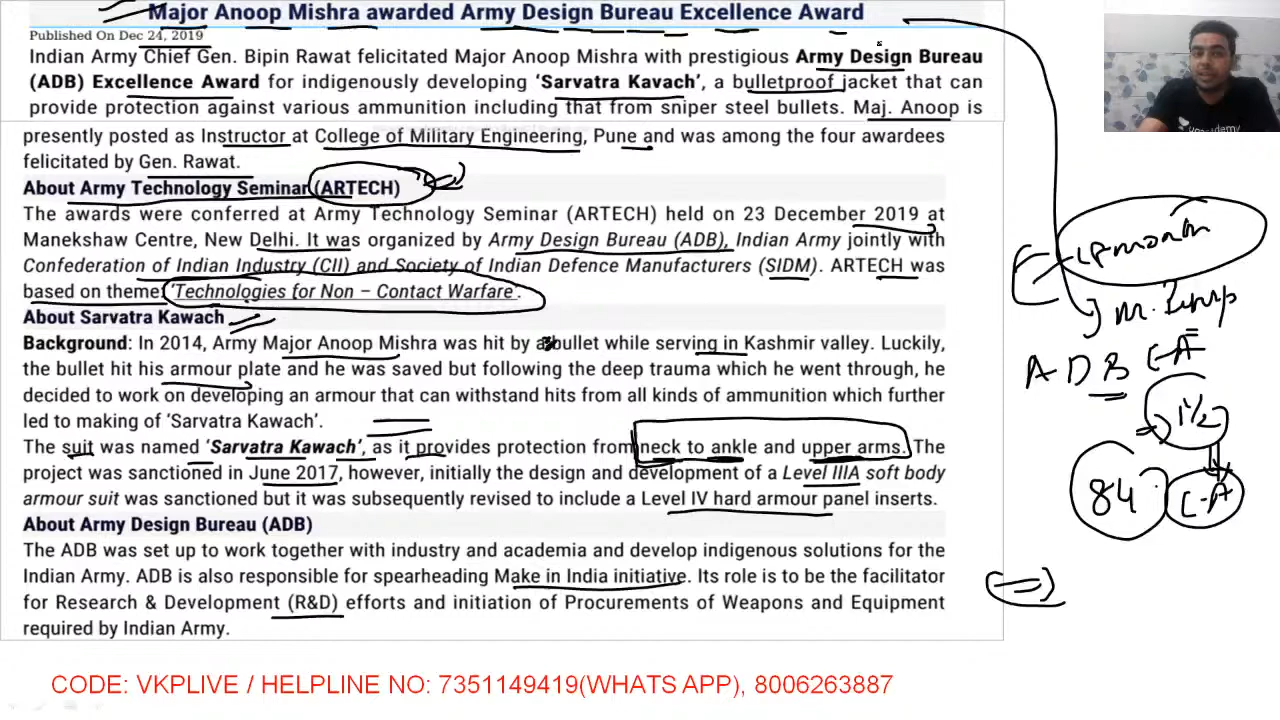 Major Anoop Mishra awarded Army Design Bureau Excellence Award
Published On Dec 24, 2019
Indian Army Chief Gen. Bipin Rawat felicitated Major Anoop Mishra with prestigious Army Design Bureau
(ADB) Excellence Award for indigenously developing ‘Sarvatra Kavach’, a bulletproof jacket that can
provide protection against various ammunition including that from sniper steel bullets. Maj. Anoop is
presently posted as Instructor at College of Military Engineering, Pune and was among the four awardees
felicitated by Gen. Rawat.
About Army Technology Seminar (ARTECH)
The awards were conferred at Army Technology Seminar (ARTECH) held on 23 December 2019 at
Manekshaw Centre, New Delhi. It was organized by Army Design Bureau (ADB), Indian Army jointly with
Confederation of Indian Industry (CII) and Society of Indian Defence Manufacturers (SIDM). ARTECH was
based on theme: ‘Technologies for Non – Contact Warfare’.
About Sarvatra Kawach
Background: In 2014, Army Major Anoop Mishra was hit by a bullet while serving in Kashmir valley. Luckily,
the bullet hit his armour plate and he was saved but following the deep trauma which he went through, he
decided to work on developing an armour that can withstand hits from all kinds of ammunition which further
led to making of ‘Sarvatra Kawach’.
The suit was named ‘Sarvatra Kawach’, as it provides protection from neck to ankle and upper arms. The
project was sanctioned in June 2017, however, initially the design and development of a Level IIIA soft body
armour suit was sanctioned but it was subsequently revised to include a Level IV hard armour panel inserts.
About Army Design Bureau (ADB)
The ADB was set up to work together with industry and academia and develop indigenous solutions for the
Indian Army. ADB is also responsible for spearheading Make in India initiative. Its role is to be the facilitator
for Research & Development (R&D) efforts and initiation of Procurements of Weapons and Equipment
required by Indian Army.
ADB
1½
84
CODE: VKPLIVE / HELPLINE NO: 7351149419(WHATS APP), 8006263887